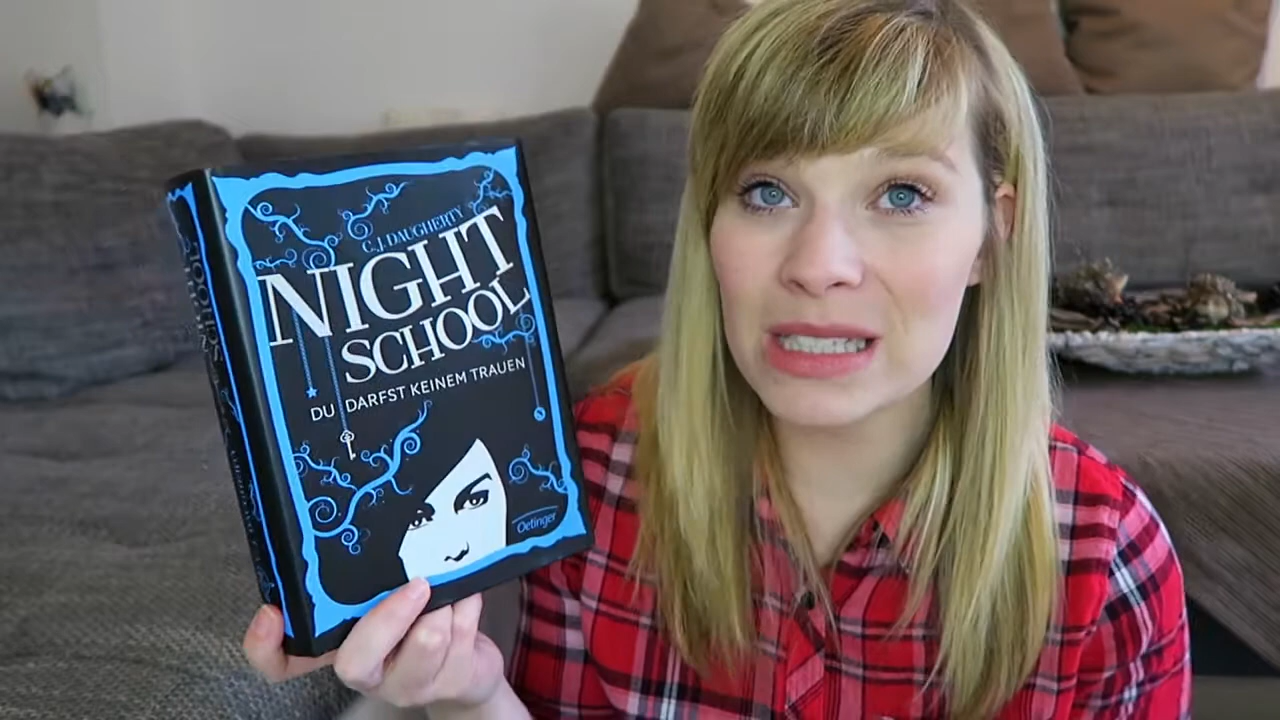 C. J. DAUGHERTY
NIGHT
SCHOOL
DU DARFST KEINEM TRAUEN
Oetinger